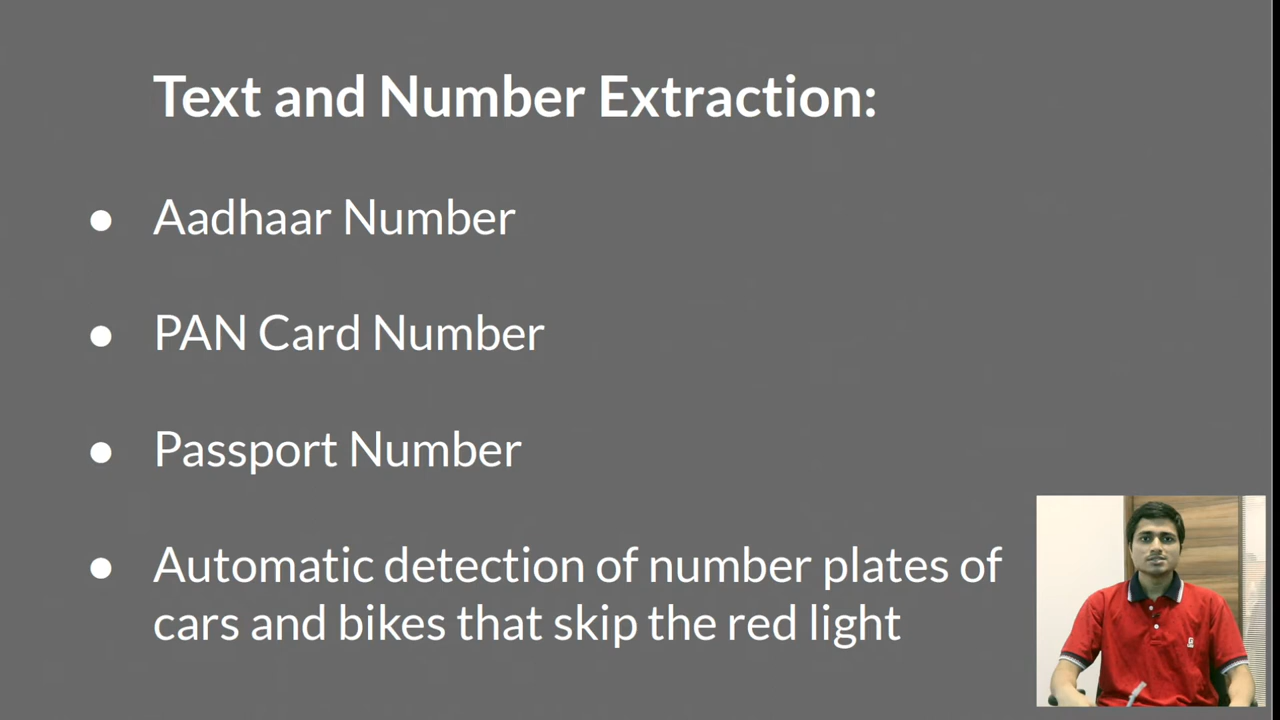 Text and Number Extraction:
● Aadhaar Number
● PAN Card Number
● Passport Number
● Automatic detection of number plates of
cars and bikes that skip the red light